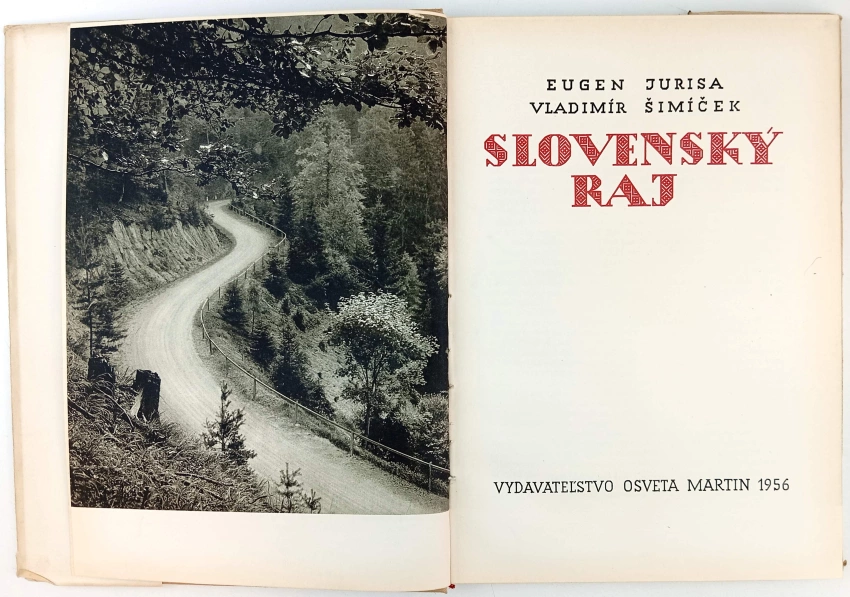 EUGEN JURISA
VLADIMÍR ŠIMÍČEK
SLOVENSKÝ
RAJ
VYDAVATEĽSTVO OSVETA MARTIN 1956